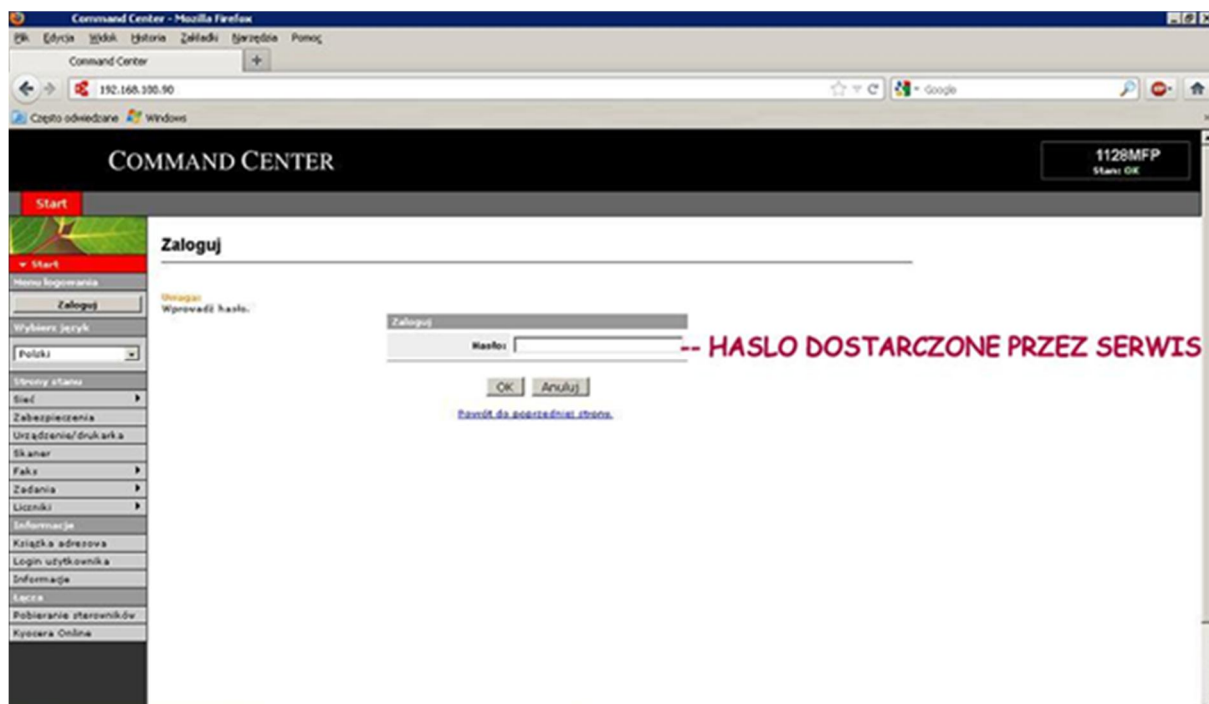 Command Center - Mozilla Firefox
Plik Edycja Widok Historia Zakładki Narzędzia Pomoc
Command Center
+
192.168.100.90
Google
Często odwiedzane Windows
COMMAND CENTER
1128MFP
Stan: OK
Start
Zaloguj
Start
Menu logowania
Zaloguj
Uwaga:
Wprowadź hasło.
Wybierz język
Polski
Zaloguj
Hasło:
-- HASLO DOSTARCZONE PRZEZ SERWIS
OK Anuluj
Powrót do poprzedniej strony.
Strony stanu
Sieć
Zabezpieczenia
Urządzenie/drukarka
Skaner
Faks
Zadania
Liczniki
Informacje
Książka adresowa
Login użytkownika
Informacje
Łącza
Pobieranie sterowników
Kyocera Online